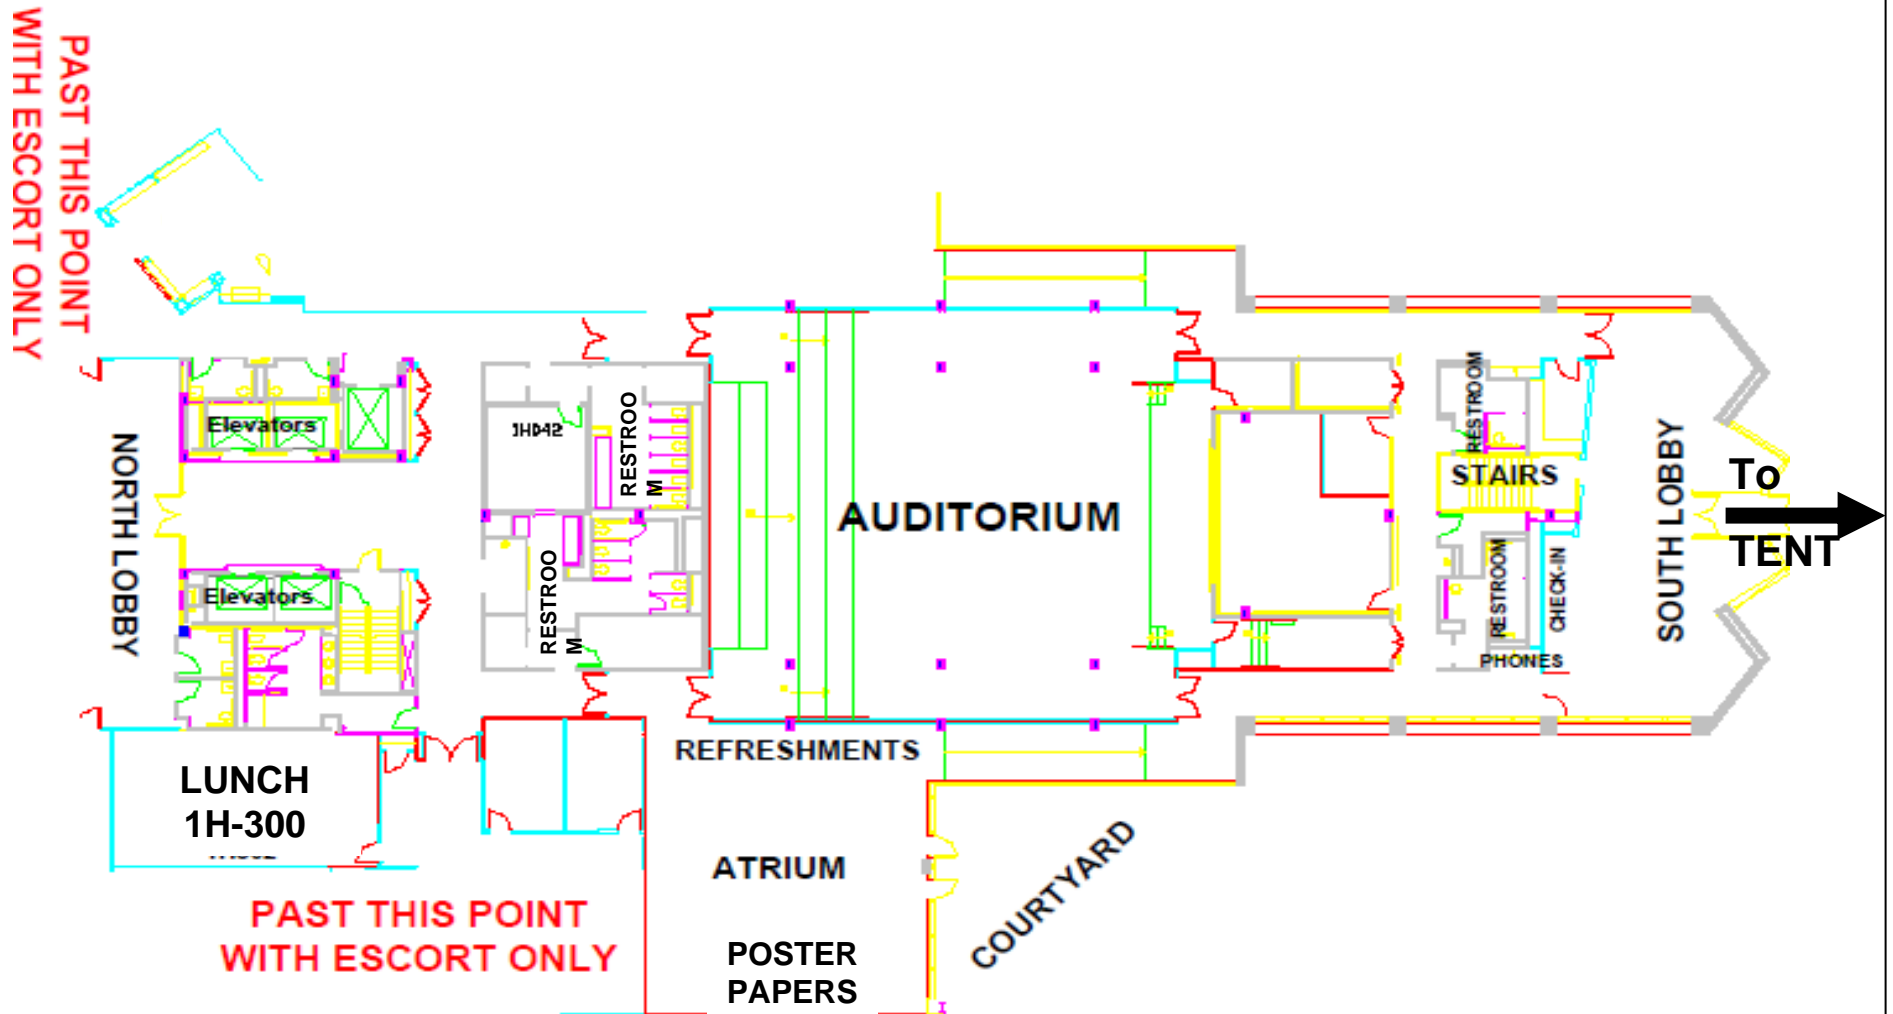 PAST THIS POINT
WITH ESCORT ONLY
Elevators
NORTH LOBBY
Elevators
1HD42
RESTROO
M
RESTROO
M
AUDITORIUM
RESTROOM
STAIRS
RESTROOM
CHECK-IN
PHONES
SOUTH LOBBY
To
TENT
REFRESHMENTS
LUNCH
1H-300
ATRIUM
COURTYARD
PAST THIS POINT
WITH ESCORT ONLY
POSTER
PAPERS